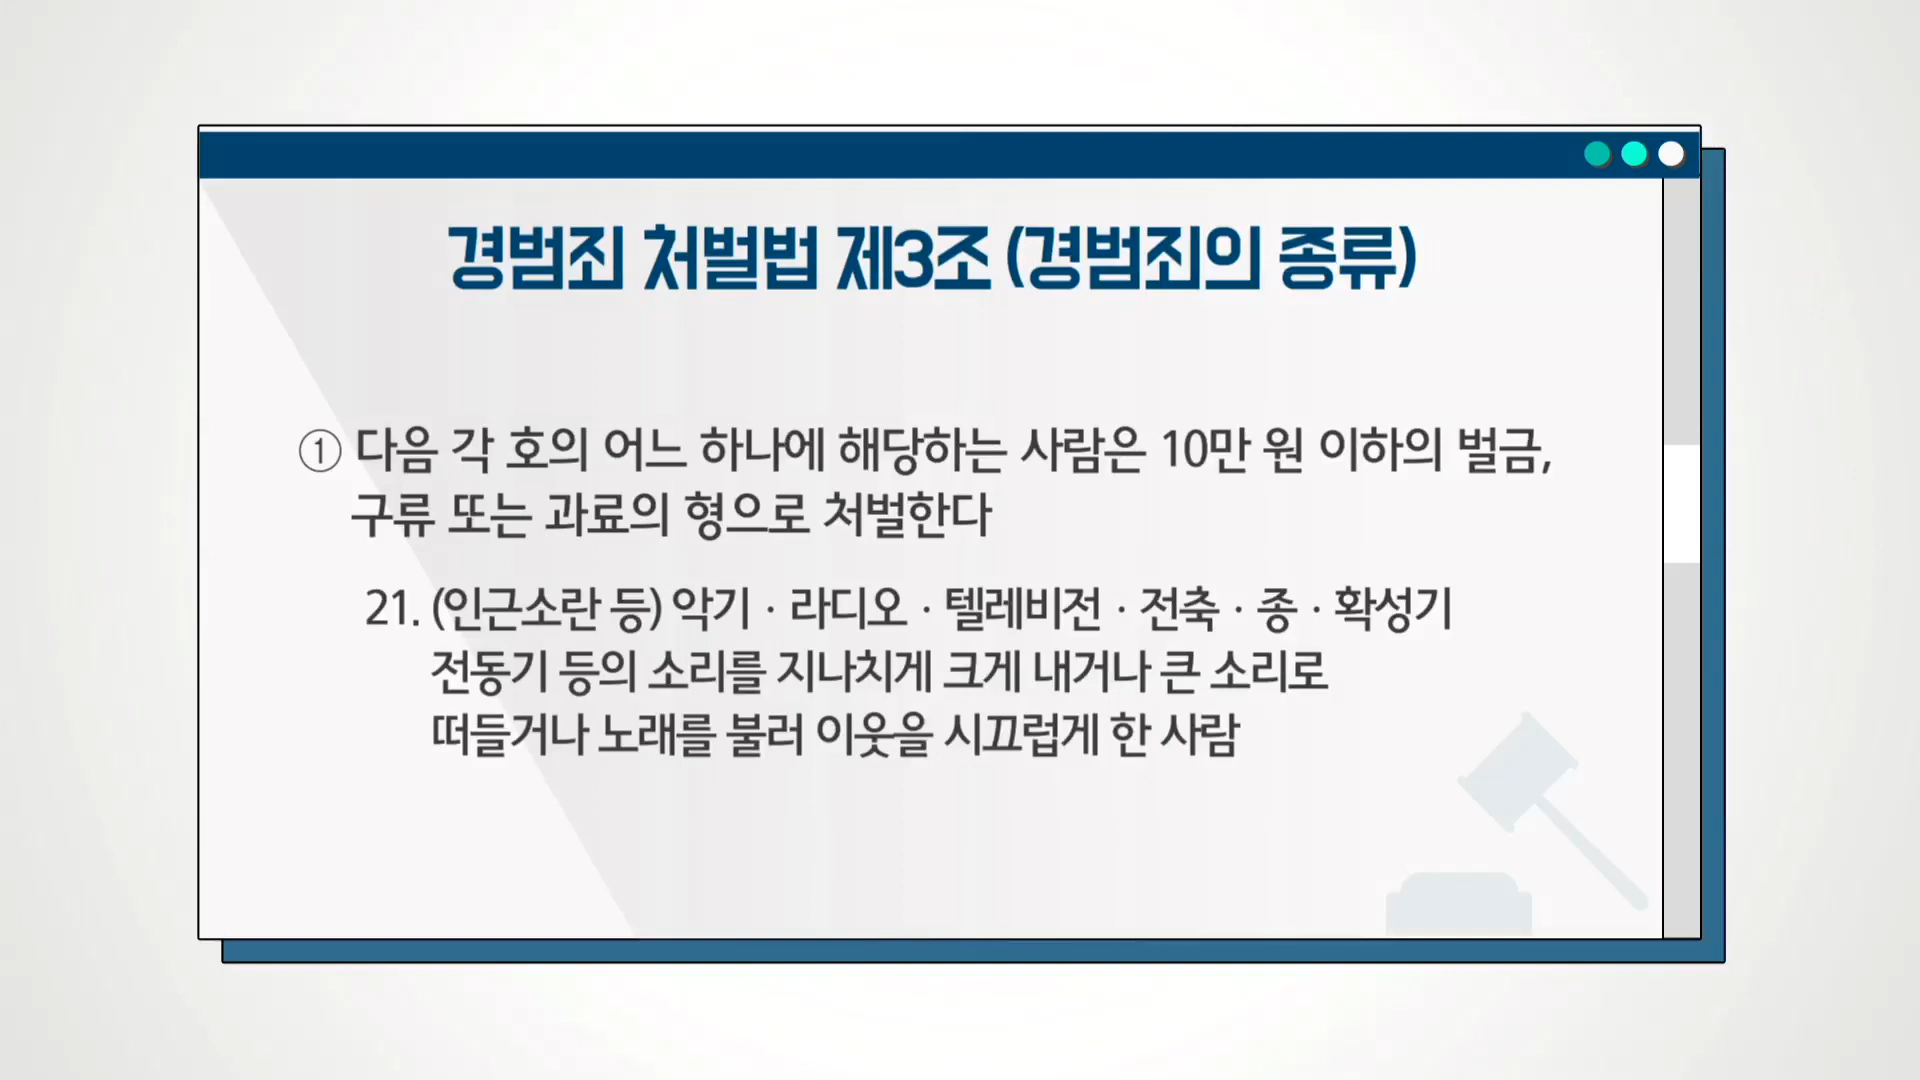 경범죄 처벌법 제3조 (경범죄의 종류)
① 다음 각 호의 어느 하나에 해당하는 사람은 10만 원 이하의 벌금,
구류 또는 과료의 형으로 처벌한다
21. (인근소란 등) 악기 · 라디오 · 텔레비전 · 전축 · 종 · 확성기
전동기 등의 소리를 지나치게 크게 내거나 큰 소리로
떠들거나 노래를 불러 이웃을 시끄럽게 한 사람